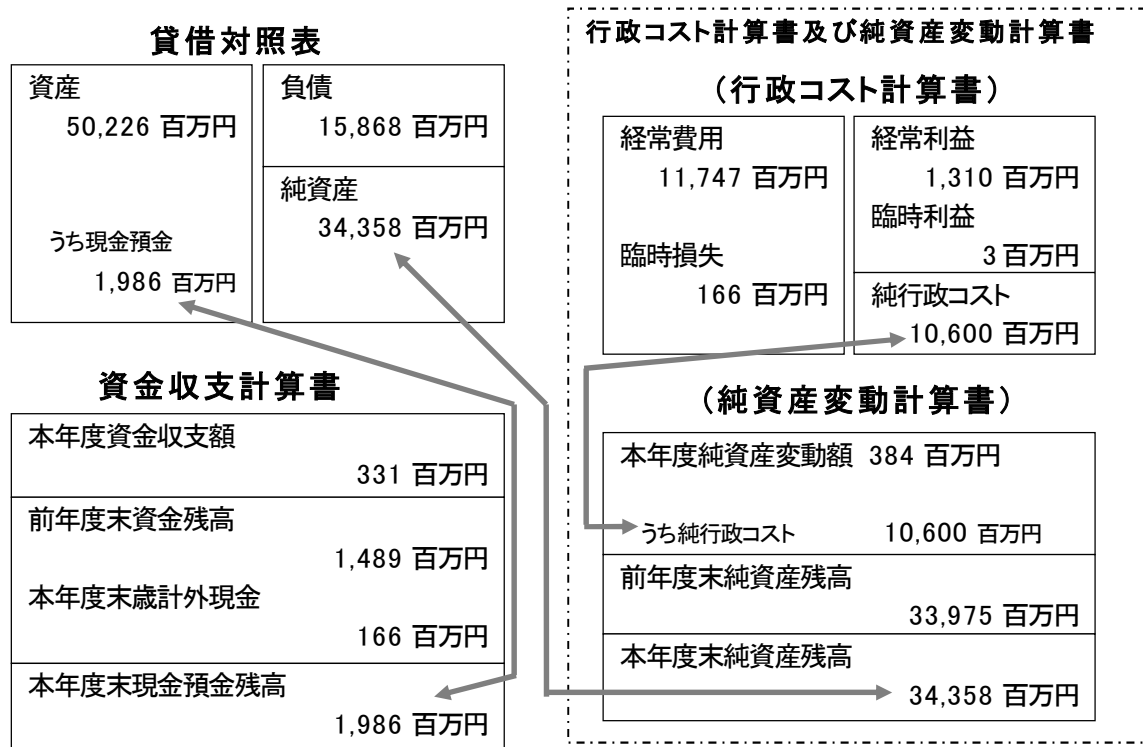 貸借対照表
資産
50,226 百万円
うち現金預金
1,986 百万円
負債
15,868 百万円
純資産
34,358 百万円
資金収支計算書
本年度資金収支額
331 百万円
前年度末資金残高
1,489 百万円
本年度末歳計外現金
166 百万円
本年度末現金預金残高
1,986 百万円
行政コスト計算書及び純資産変動計算書
（行政コスト計算書）
経常費用
11,747 百万円
臨時損失
166 百万円
経常利益
1,310 百万円
臨時利益
3 百万円
純行政コスト
10,600 百万円
（純資産変動計算書）
本年度純資産変動額 384 百万円
うち純行政コスト 10,600 百万円
前年度末純資産残高
33,975 百万円
本年度末純資産残高
34,358 百万円